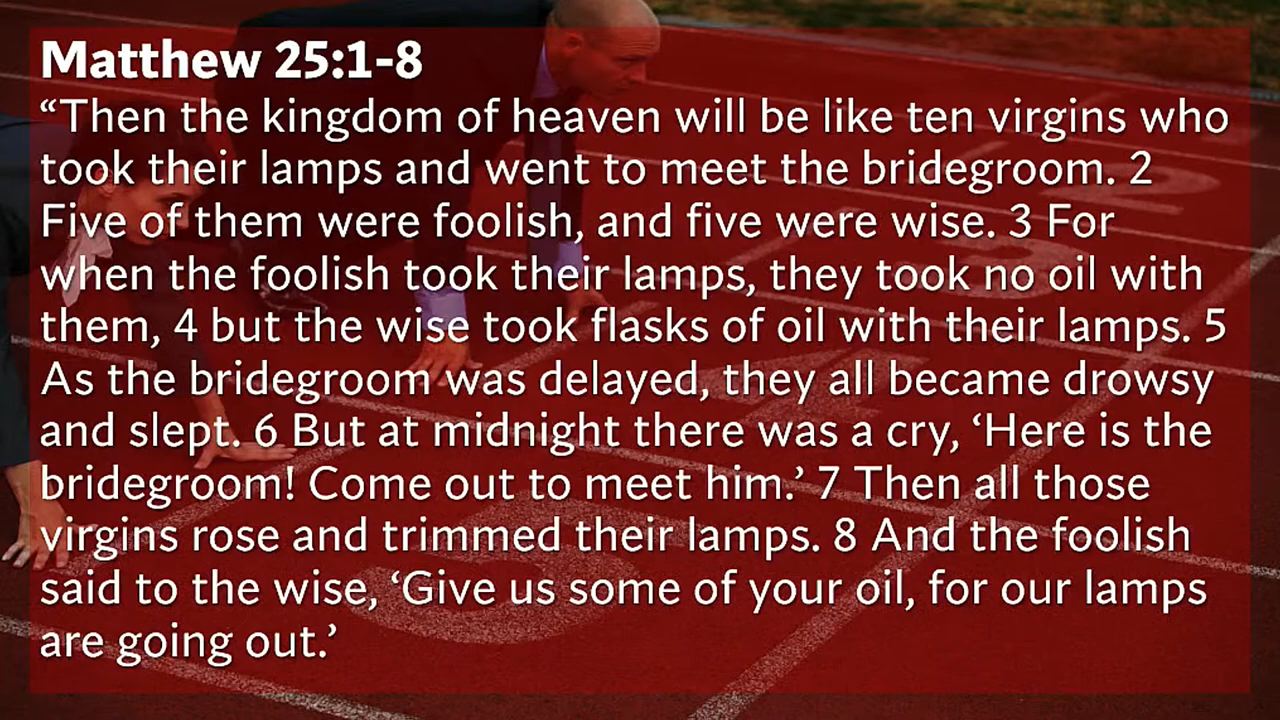 Matthew 25:1-8
“Then the kingdom of heaven will be like ten virgins who
took their lamps and went to meet the bridegroom. 2
Five of them were foolish, and five were wise. 3 For
when the foolish took their lamps, they took no oil with
them, 4 but the wise took flasks of oil with their lamps. 5
As the bridegroom was delayed, they all became drowsy
and slept. 6 But at midnight there was a cry, ‘Here is the
bridegroom! Come out to meet him.’ 7 Then all those
virgins rose and trimmed their lamps. 8 And the foolish
said to the wise, ‘Give us some of your oil, for our lamps
are going out.’
2
3
4
5